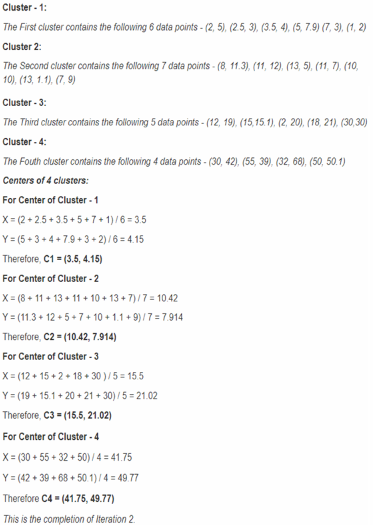 Cluster - 1:
The First cluster contains the following 6 data points - (2, 5), (2.5, 3), (3.5, 4), (5, 7.9) (7, 3), (1, 2)
Cluster 2:
The Second cluster contains the following 7 data points - (8, 11.3), (11, 12), (13, 5), (11, 7), (10,
10), (13, 1.1), (7, 9)
Cluster - 3:
The Third cluster contains the following 5 data points - (12, 19), (15,15.1), (2, 20), (18, 21), (30,30)
Cluster - 4:
The Fouth cluster contains the following 4 data points - (30, 42), (55, 39), (32, 68), (50, 50.1)
Centers of 4 clusters:
For Center of Cluster - 1
X = (2 + 2.5 + 3.5 + 5 + 7 + 1) / 6 = 3.5
Y = (5 + 3 + 4 + 7.9 + 3 + 2) / 6 = 4.15
Therefore, C1 = (3.5, 4.15)
For Center of Cluster - 2
X = (8 + 11 + 13 + 11 + 10 + 13 + 7) / 7 = 10.42
Y = (11.3 + 12 + 5 + 7 + 10 + 1.1 + 9) / 7 = 7.914
Therefore, C2 = (10.42, 7.914)
For Center of Cluster - 3
X = (12 + 15 + 2 + 18 + 30 ) / 5 = 15.5
Y = (19 + 15.1 + 20 + 21 + 30) / 5 = 21.02
Therefore, C3 = (15.5, 21.02)
For Center of Cluster - 4
X = (30 + 55 + 32 + 50) / 4 = 41.75
Y = (42 + 39 + 68 + 50.1) / 4 = 49.77
Therefore C4 = (41.75, 49.77)
This is the completion of Iteration 2.